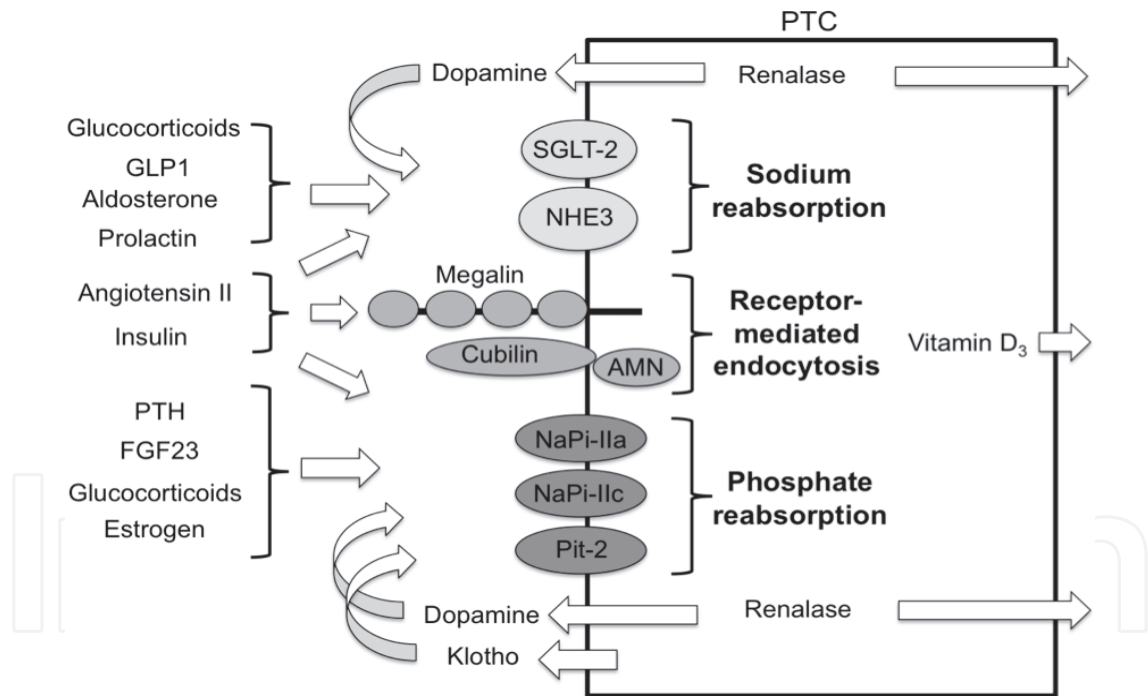 PTC
Dopamine
Renalase
Glucocorticoids
GLP1
Aldosterone
Prolactin
SGLT-2
NHE3
Sodium
reabsorption
Angiotensin II
Insulin
Megalin
Cubilin
AMN
Receptor-
mediated
endocytosis
Vitamin D₃
PTH
FGF23
Glucocorticoids
Estrogen
NaPi-IIa
NaPi-IIc
Pit-2
Phosphate
reabsorption
Dopamine
Renalase
Klotho